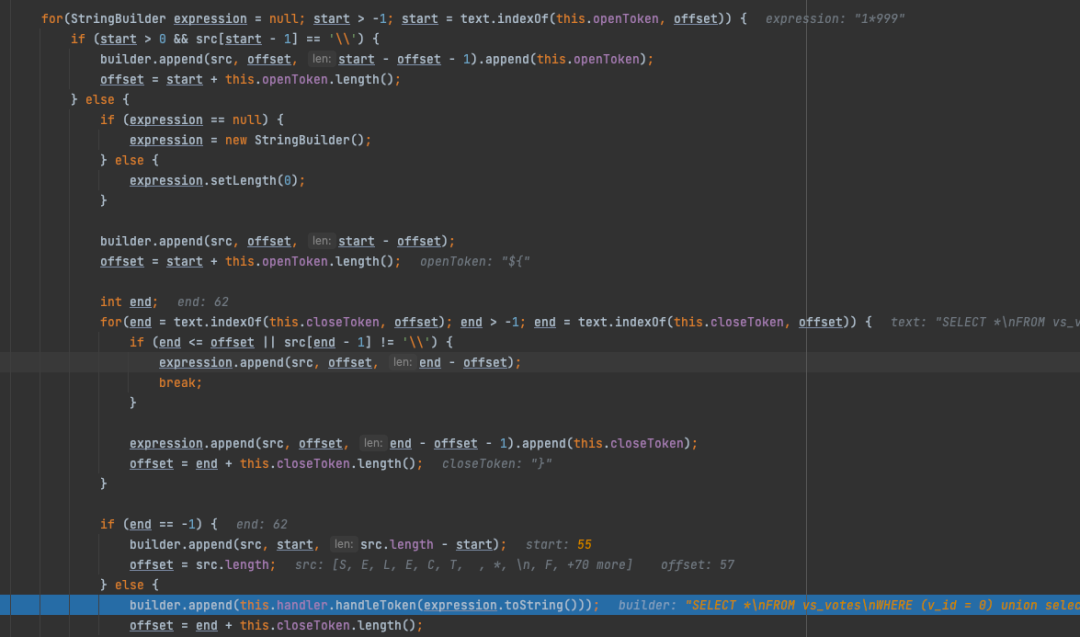 for(StringBuilder expression = null; start > -1; start = text.indexOf(this.openToken, offset)) {   expression: "1*999"
if (start > 0 && src[start - 1] == '\\') {
builder.append(src, offset, len: start - offset - 1).append(this.openToken);
offset = start + this.openToken.length();
} else {
if (expression == null) {
expression = new StringBuilder();
} else {
expression.setLength(0);
}
builder.append(src, offset, len: start - offset);
offset = start + this.openToken.length();   openToken: "${"
int end;   end: 62
for(end = text.indexOf(this.closeToken, offset); end > -1; end = text.indexOf(this.closeToken, offset)) {   text: "SELECT *\nFROM vs_v
if (end <= offset || src[end - 1] != '\\') {
expression.append(src, offset, len: end - offset);
break;
}
expression.append(src, offset, len: end - offset - 1).append(this.closeToken);
offset = end + this.closeToken.length();   closeToken: "}"
}
if (end == -1) {   end: 62
builder.append(src, start, len: src.length - start);   start: 55
offset = src.length;   src: [S, E, L, E, C, T,  , *, \n, F, +70 more]   offset: 57
} else {
builder.append(this.handler.handleToken(expression.toString()));   builder: "SELECT *\nFROM vs_votes\nWHERE (v_id = 0) union selec
offset = end + this.closeToken.length();